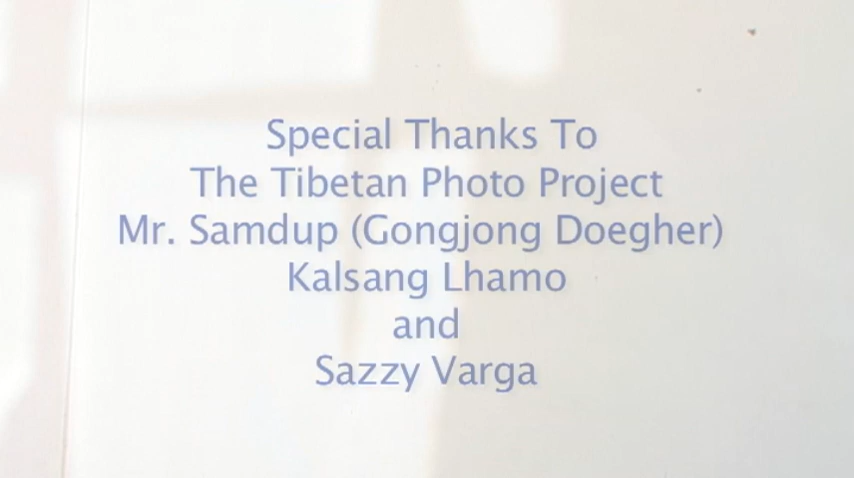 Special Thanks To
The Tibetan Photo Project
Mr. Samdup (Gongjong Doegher)
Kalsang Lhamo
and
Sazzy Varga